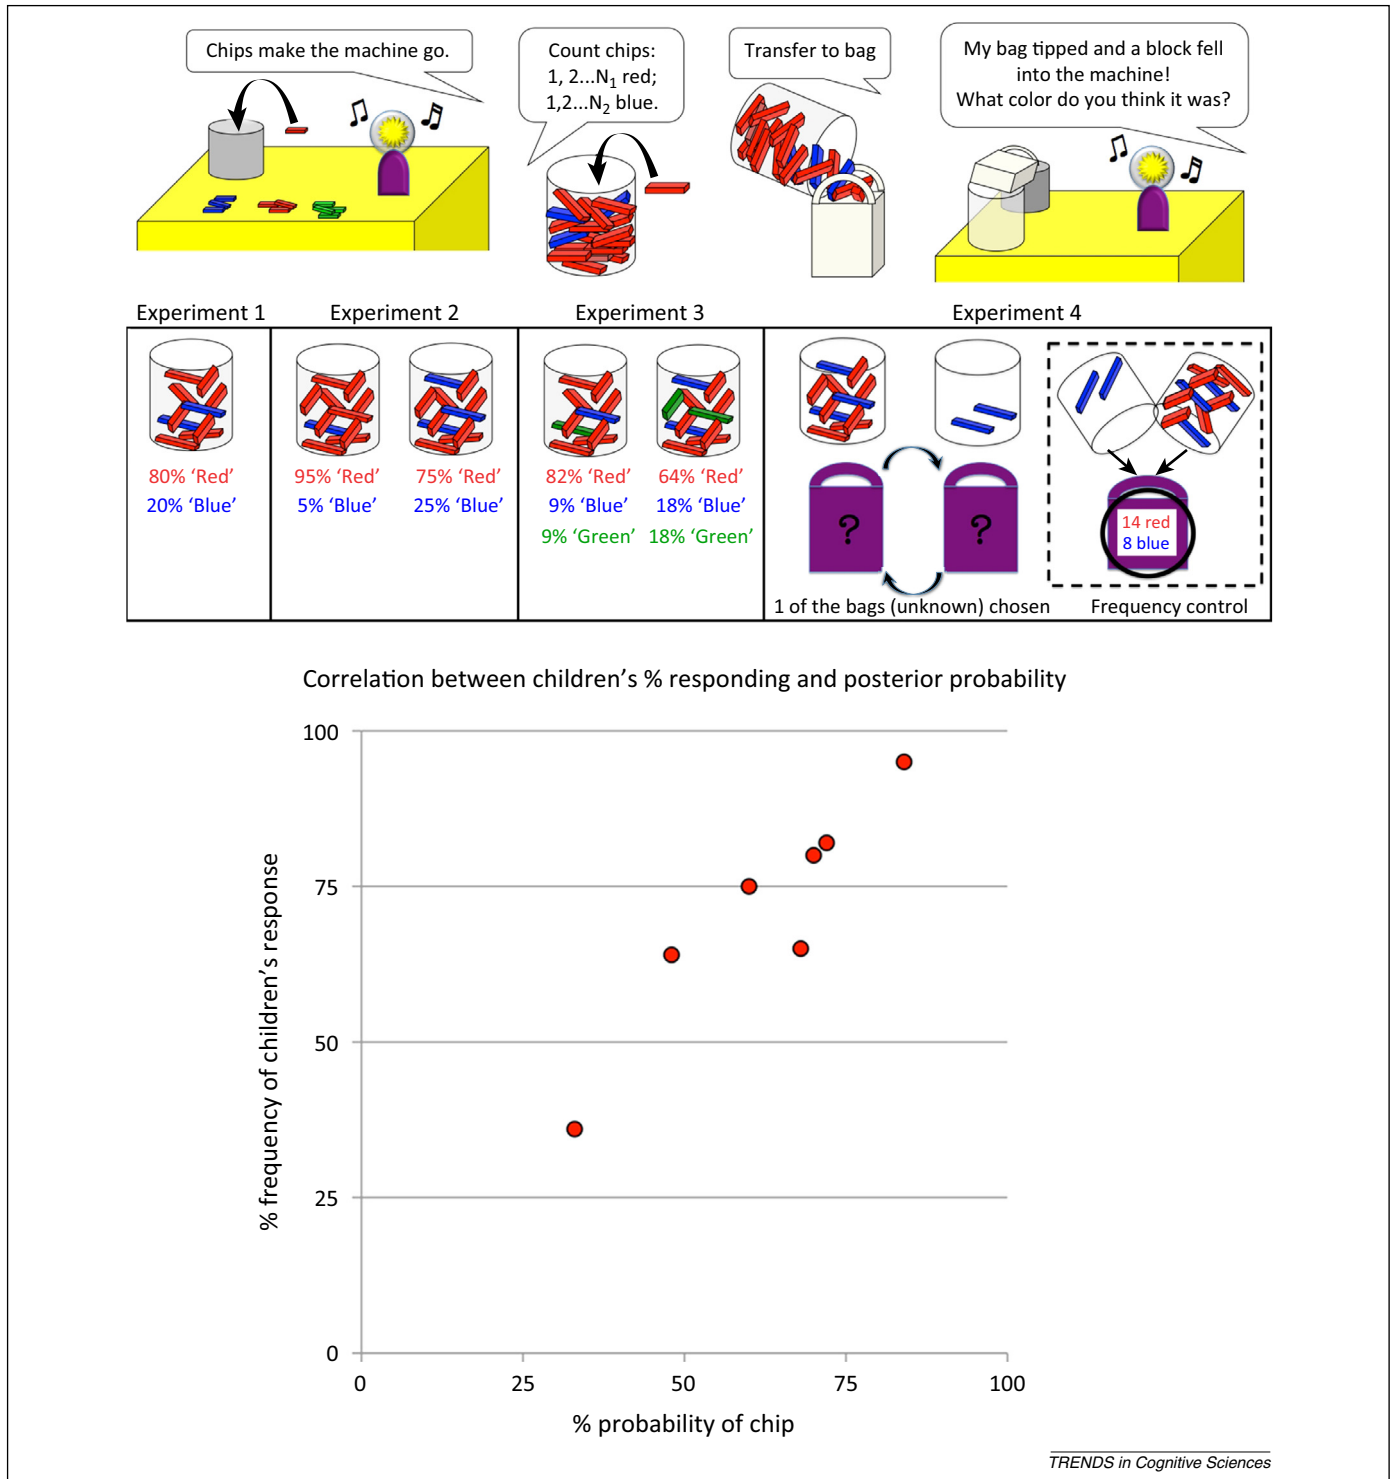 Chips make the machine go.
Count chips:
1, 2...N₁ red;
1,2...N₂ blue.
Transfer to bag
My bag tipped and a block fell
into the machine!
What color do you think it was?
Experiment 1
Experiment 2
Experiment 3
Experiment 4
80% ‘Red’
20% ‘Blue’
95% ‘Red’
5% ‘Blue’
75% ‘Red’
25% ‘Blue’
82% ‘Red’
9% ‘Blue’
9% ‘Green’
64% ‘Red’
18% ‘Blue’
18% ‘Green’
?
?
1 of the bags (unknown) chosen
14 red
8 blue
Frequency control
Correlation between children’s % responding and posterior probability
% frequency of children’s response
100
75
50
25
0
0
25
50
75
100
% probability of chip
TRENDS in Cognitive Sciences